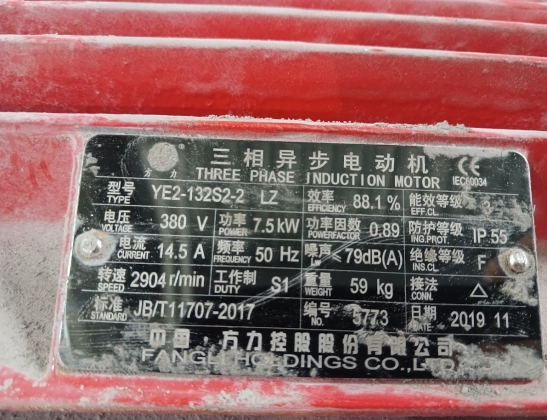 三相异步电动机
方力 THREE PHASE INDUCTION MOTOR IEC60034
型号 TYPE YE2-132S2-2 LZ 效率 EFFICIENCY 88.1% 能效等级 EFF.CL. 3
电压 VOLTAGE 380 V 功率 POWER 7.5kW 功率因数 POWERFACTOR 0.89 防护等级 ING.PROT. IP 55
电流 CURRENT 14.5 A 频率 FREQUENCY 50 Hz 噪声 LW ≤79dB(A) 绝缘等级 INS.CL. F
转速 SPEED 2904 r/min 工作制 DUTY S1 重量 WEIGHT 59 kg 接法 CONN. △
标准 STANDARD JB/T11707-2017 编号 NO 5773 日期 DATE 2019 11
中国·方力控股股份有限公司
FANGLI HOLDINGS CO.,LTD